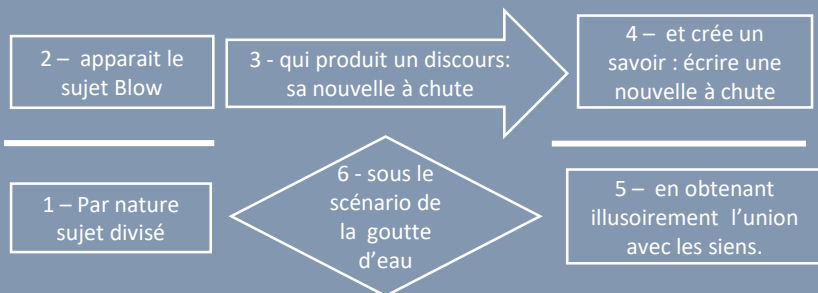 2 – apparait le
sujet Blow
3 - qui produit un discours:
sa nouvelle à chute
4 – et crée un
savoir : écrire une
nouvelle à chute
1 – Par nature
sujet divisé
6 - sous le
scénario de
la goutte
d'eau
5 – en obtenant
illusoirement l'union
avec les siens.